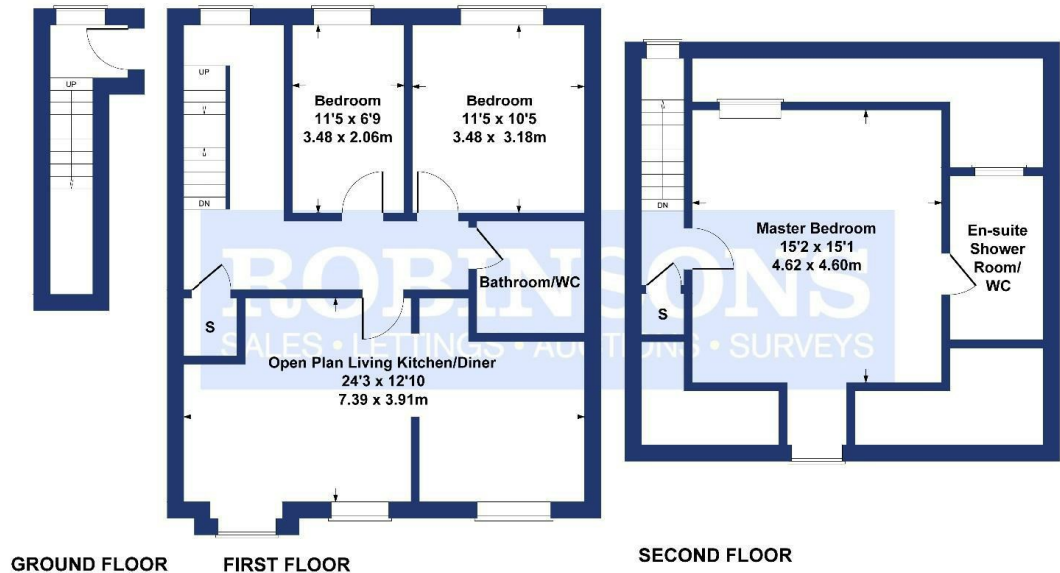 UP
UP
DN
Bedroom
11'5 x 6'9
3.48 x 2.06m
Bedroom
11'5 x 10'5
3.48 x 3.18m
Bathroom/WC
S
Open Plan Living Kitchen/Diner
24'3 x 12'10
7.39 x 3.91m
DN
Master Bedroom
15'2 x 15'1
4.62 x 4.60m
En-suite
Shower
Room/
WC
S
ROBINSONS
SALES • LETTINGS • AUCTIONS • SURVEYS
GROUND FLOOR
FIRST FLOOR
SECOND FLOOR